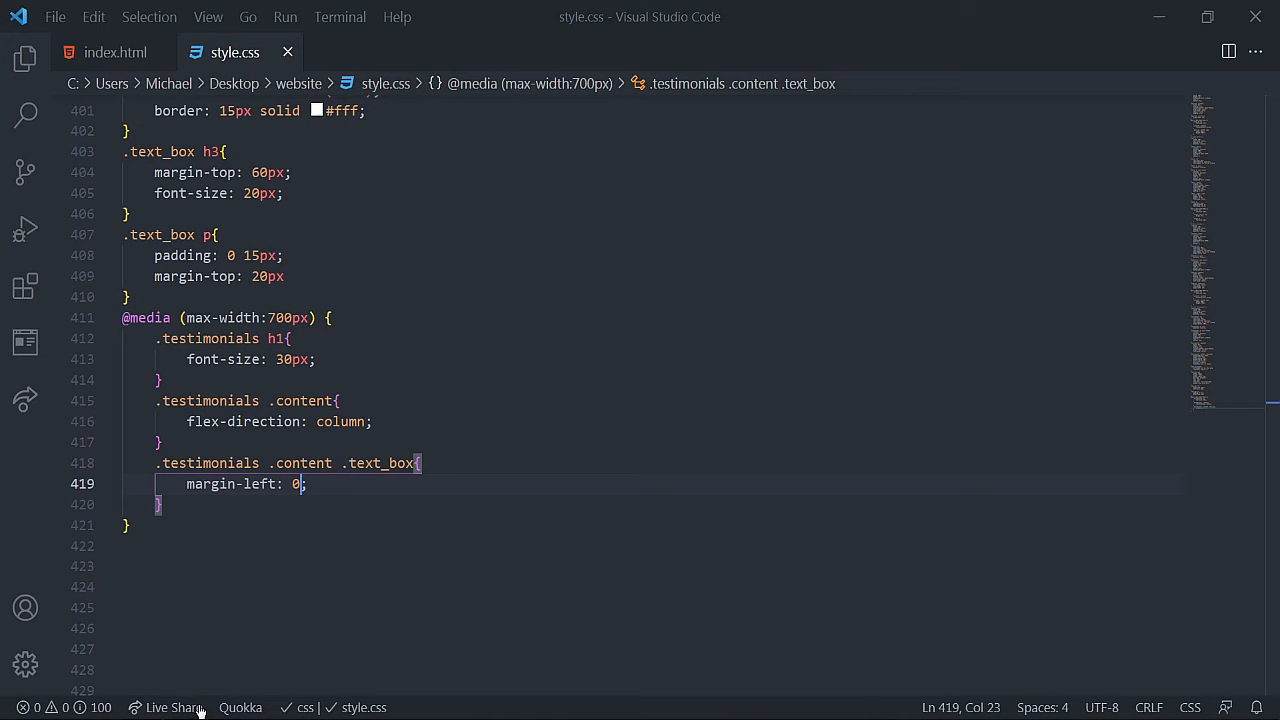 File Edit Selection View Go Run Terminal Help style.css - Visual Studio Code
index.html style.css
C: > Users > Michael > Desktop > website > style.css > {} @media (max-width:700px) > .testimonials .content .text_box
401 border: 15px solid #fff;
402 }
403 .text_box h3{
404 margin-top: 60px;
405 font-size: 20px;
406 }
407 .text_box p{
408 padding: 0 15px;
409 margin-top: 20px
410 }
411 @media (max-width:700px) {
412 .testimonials h1{
413 font-size: 30px;
414 }
415 .testimonials .content{
416 flex-direction: column;
417 }
418 .testimonials .content .text_box{
419 margin-left: 0;
420 }
421 }
422
423
424
425
426
427
428
429
0 0 100 Live Share Quokka css | style.css Ln 419, Col 23 Spaces: 4 UTF-8 CRLF CSS